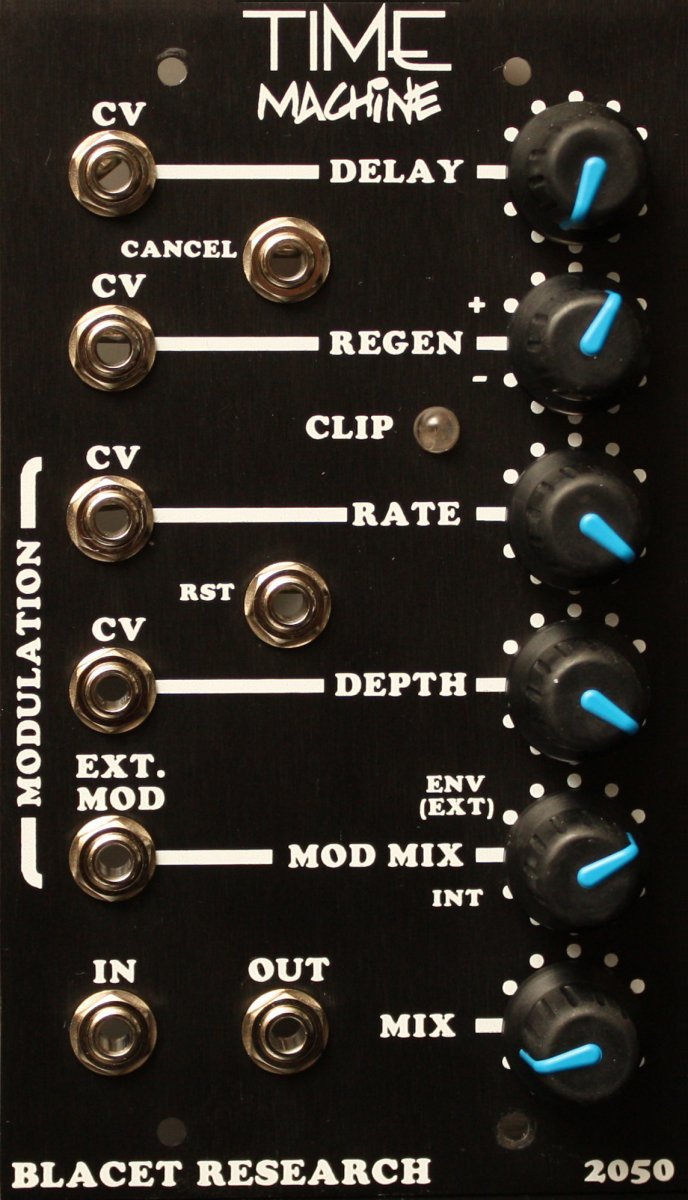 TIME
MACHINE
CV
DELAY
CANCEL
CV
+
REGEN
-
CLIP
CV
RATE
RST
CV
DEPTH
MODULATION
EXT.
MOD
ENV
(EXT)
MOD MIX
INT
IN
OUT
MIX
BLACET RESEARCH
2050